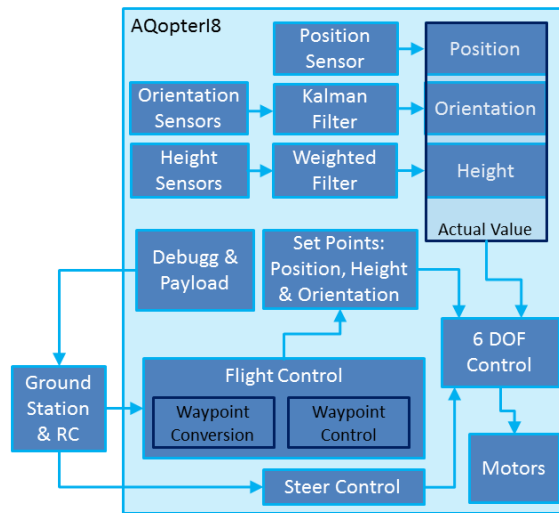 AQopterI8
Position
Sensor
Position
Orientation
Sensors
Kalman
Filter
Orientation
Height
Sensors
Weighted
Filter
Height
Actual Value
Debugg &
Payload
Set Points:
Position, Height
& Orientation
6 DOF
Control
Flight Control
Waypoint
Conversion
Waypoint
Control
Ground
Station
& RC
Steer Control
Motors